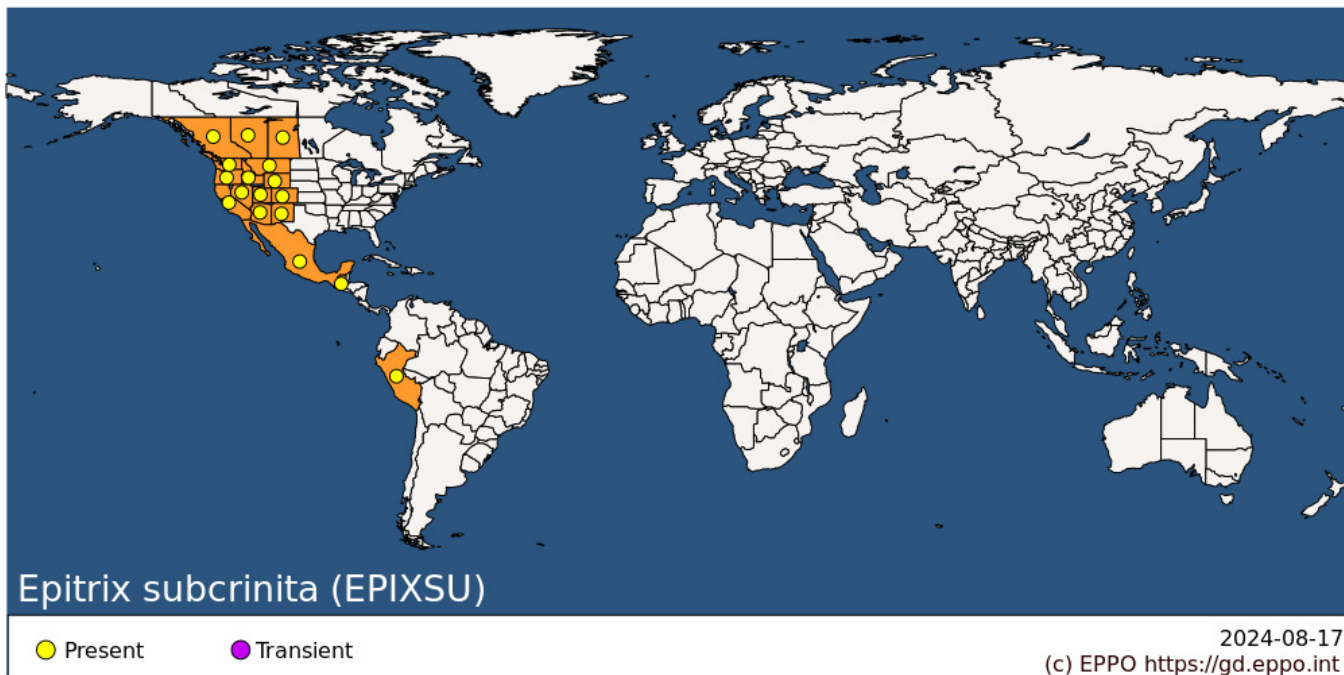 Epitrix subcrinita (EPIXSU)
Present
Transient
2024-08-17
(c) EPPO https://gd.eppo.int